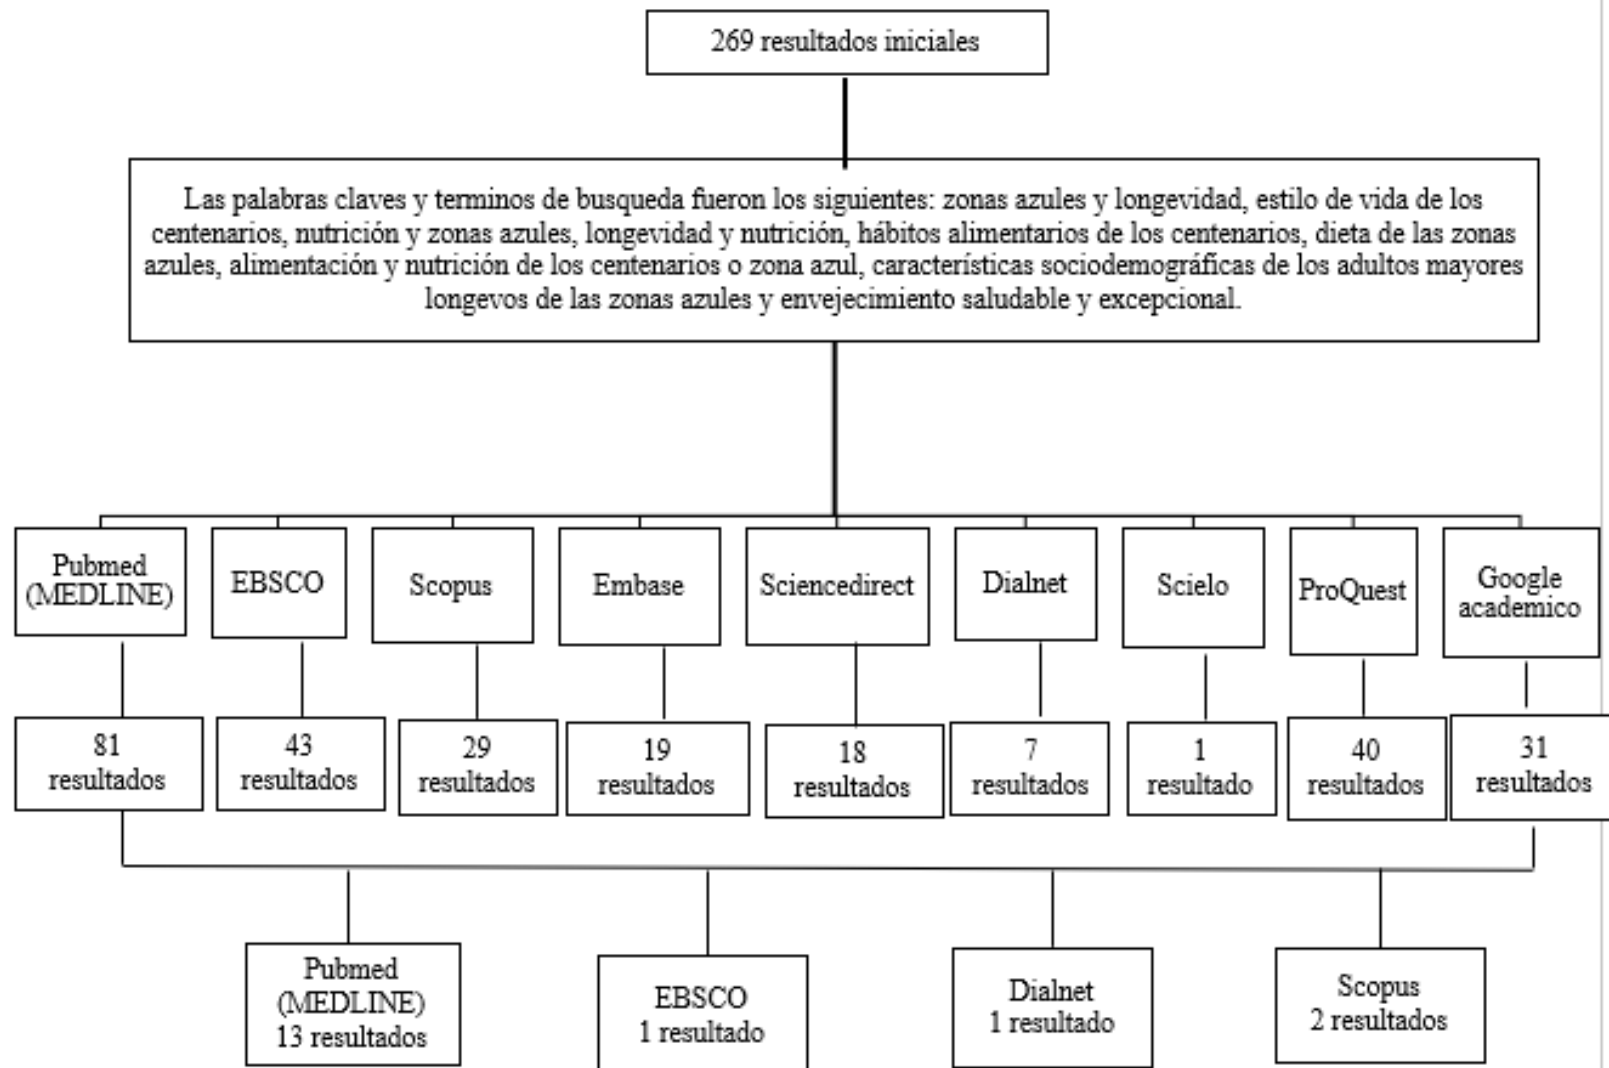 269 resultados iniciales
Las palabras claves y terminos de busqueda fueron los siguientes: zonas azules y longevidad, estilo de vida de los
centenarios, nutrición y zonas azules, longevidad y nutrición, hábitos alimentarios de los centenarios, dieta de las zonas
azules, alimentación y nutrición de los centenarios o zona azul, características sociodemográficas de los adultos mayores
longevos de las zonas azules y envejecimiento saludable y excepcional.
Pubmed
(MEDLINE)
EBSCO
Scopus
Embase
Sciencedirect
Dialnet
Scielo
ProQuest
Google
academico
81
resultados
43
resultados
29
resultados
19
resultados
18
resultados
7
resultados
1
resultado
40
resultados
31
resultados
Pubmed
(MEDLINE)
13 resultados
EBSCO
1 resultado
Dialnet
1 resultado
Scopus
2 resultados